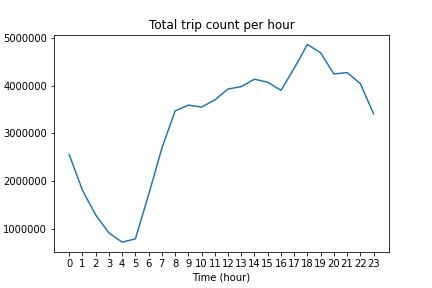 Total trip count per hour
5000000
4000000
3000000
2000000
1000000
0 1 2 3 4 5 6 7 8 9 10 11 12 13 14 15 16 17 18 19 20 21 22 23
Time (hour)